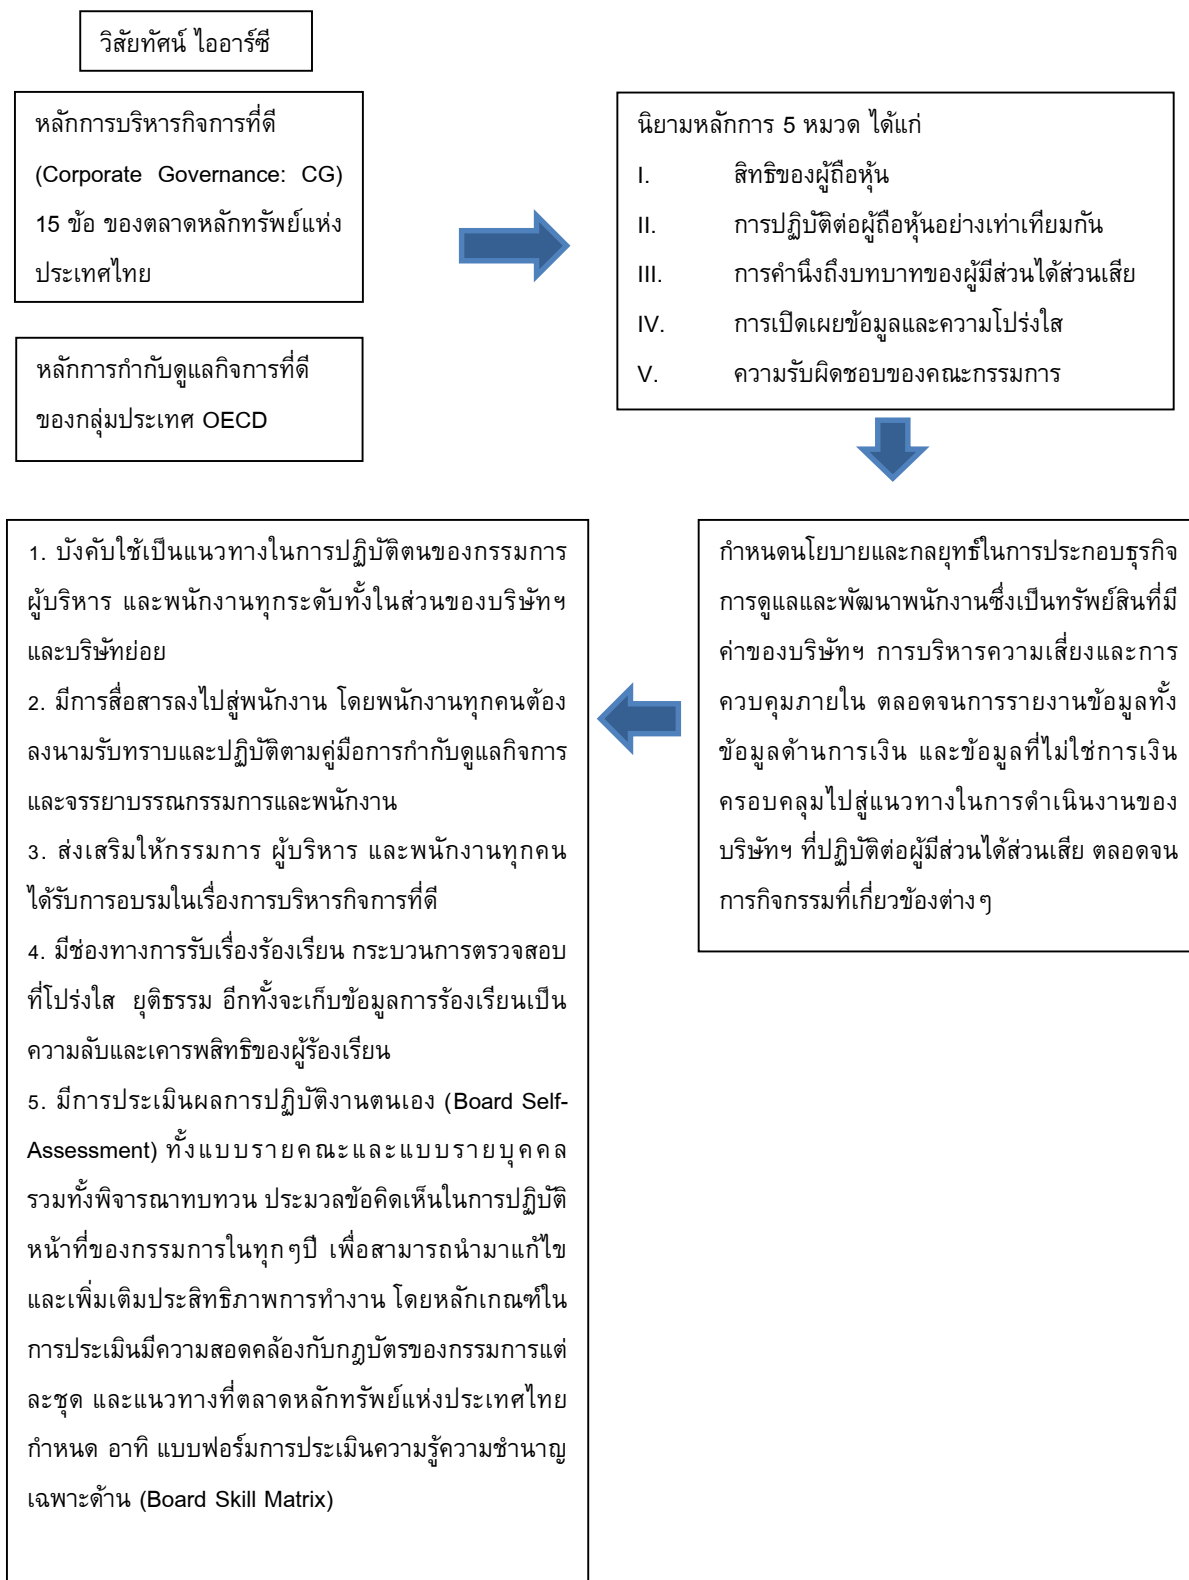 วิสัยทัศน์ ไออาร์ซี
หลักการบริหารกิจการที่ดี
(Corporate Governance: CG)
15 ข้อ ของตลาดหลักทรัพย์แห่ง
ประเทศไทย
หลักการกำกับดูแลกิจการที่ดี
ของกลุ่มประเทศ OECD
นิยามหลักการ 5 หมวด ได้แก่
I. สิทธิของผู้ถือหุ้น
II. การปฏิบัติต่อผู้ถือหุ้นอย่างเท่าเทียมกัน
III. การคำนึงถึงบทบาทของผู้มีส่วนได้ส่วนเสีย
IV. การเปิดเผยข้อมูลและความโปร่งใส
V. ความรับผิดชอบของคณะกรรมการ
กำหนดนโยบายและกลยุทธ์ในการประกอบธุรกิจ
การดูแลและพัฒนาพนักงานซึ่งเป็นทรัพย์สินที่มี
ค่าของบริษัทฯ การบริหารความเสี่ยงและการ
ควบคุมภายใน ตลอดจนการรายงานข้อมูลทั้ง
ข้อมูลด้านการเงิน และข้อมูลที่ไม่ใช่การเงิน
ครอบคลุมไปสู่แนวทางในการดำเนินงานของ
บริษัทฯ ที่ปฏิบัติต่อผู้มีส่วนได้ส่วนเสีย ตลอดจน
การกิจกรรมที่เกี่ยวข้องต่างๆ
1. บังคับใช้เป็นแนวทางในการปฏิบัติตนของกรรมการ
ผู้บริหาร และพนักงานทุกระดับทั้งในส่วนของบริษัทฯ
และบริษัทย่อย
2. มีการสื่อสารลงไปสู่พนักงาน โดยพนักงานทุกคนต้อง
ลงนามรับทราบและปฏิบัติตามคู่มือการกำกับดูแลกิจการ
และจรรยาบรรณกรรมการและพนักงาน
3. ส่งเสริมให้กรรมการ ผู้บริหาร และพนักงานทุกคน
ได้รับการอบรมในเรื่องการบริหารกิจการที่ดี
4. มีช่องทางการรับเรื่องร้องเรียน กระบวนการตรวจสอบ
ที่โปร่งใส ยุติธรรม อีกทั้งจะเก็บข้อมูลการร้องเรียนเป็น
ความลับและเคารพสิทธิของผู้ร้องเรียน
5. มีการประเมินผลการปฏิบัติงานตนเอง (Board Self-
Assessment) ทั้งแบบรายคณะและแบบรายบุคคล
รวมทั้งพิจารณาทบทวน ประมวลข้อคิดเห็นในการปฏิบัติ
หน้าที่ของกรรมการในทุกๆปี เพื่อสามารถนำมาแก้ไข
และเพิ่มเติมประสิทธิภาพการทำงาน โดยหลักเกณฑ์ใน
การประเมินมีความสอดคล้องกับกฎบัตรของกรรมการแต่
ละชุด และแนวทางที่ตลาดหลักทรัพย์แห่งประเทศไทย
กำหนด อาทิ แบบฟอร์มการประเมินความรู้ความชำนาญ
เฉพาะด้าน (Board Skill Matrix)